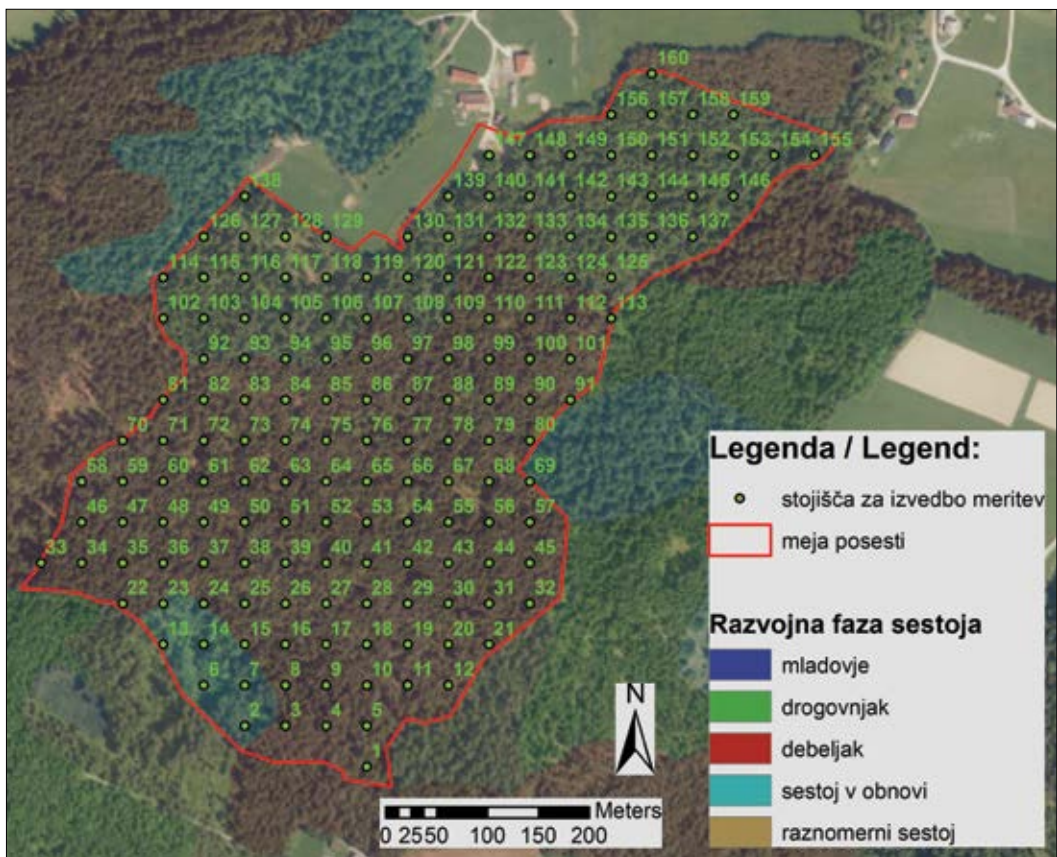 160
156 157 158 159
147 148 149 150 151 152 153 154 155
138 139 140 141 142 143 144 145 146
126 127 128 129 130 131 132 133 134 135 136 137
114 115 116 117 118 119 120 121 122 123 124 125
102 103 104 105 106 107 108 109 110 111 112 113
92 93 94 95 96 97 98 99 100 101
81 82 83 84 85 86 87 88 89 90 91
70 71 72 73 74 75 76 77 78 79 80
58 59 60 61 62 63 64 65 66 67 68 69
46 47 48 49 50 51 52 53 54 55 56 57
33 34 35 36 37 38 39 40 41 42 43 44 45
22 23 24 25 26 27 28 29 30 31 32
13 14 15 16 17 18 19 20 21
6 7 8 9 10 11 12
2 3 4 5
1
Legenda / Legend:
stojišča za izvedbo meritev
meja posesti
Razvojna faza sestoja
mladovje
drogovnjak
debeljak
sestoj v obnovi
raznomerni sestoj
N
Meters
0 25 50 100 150 200